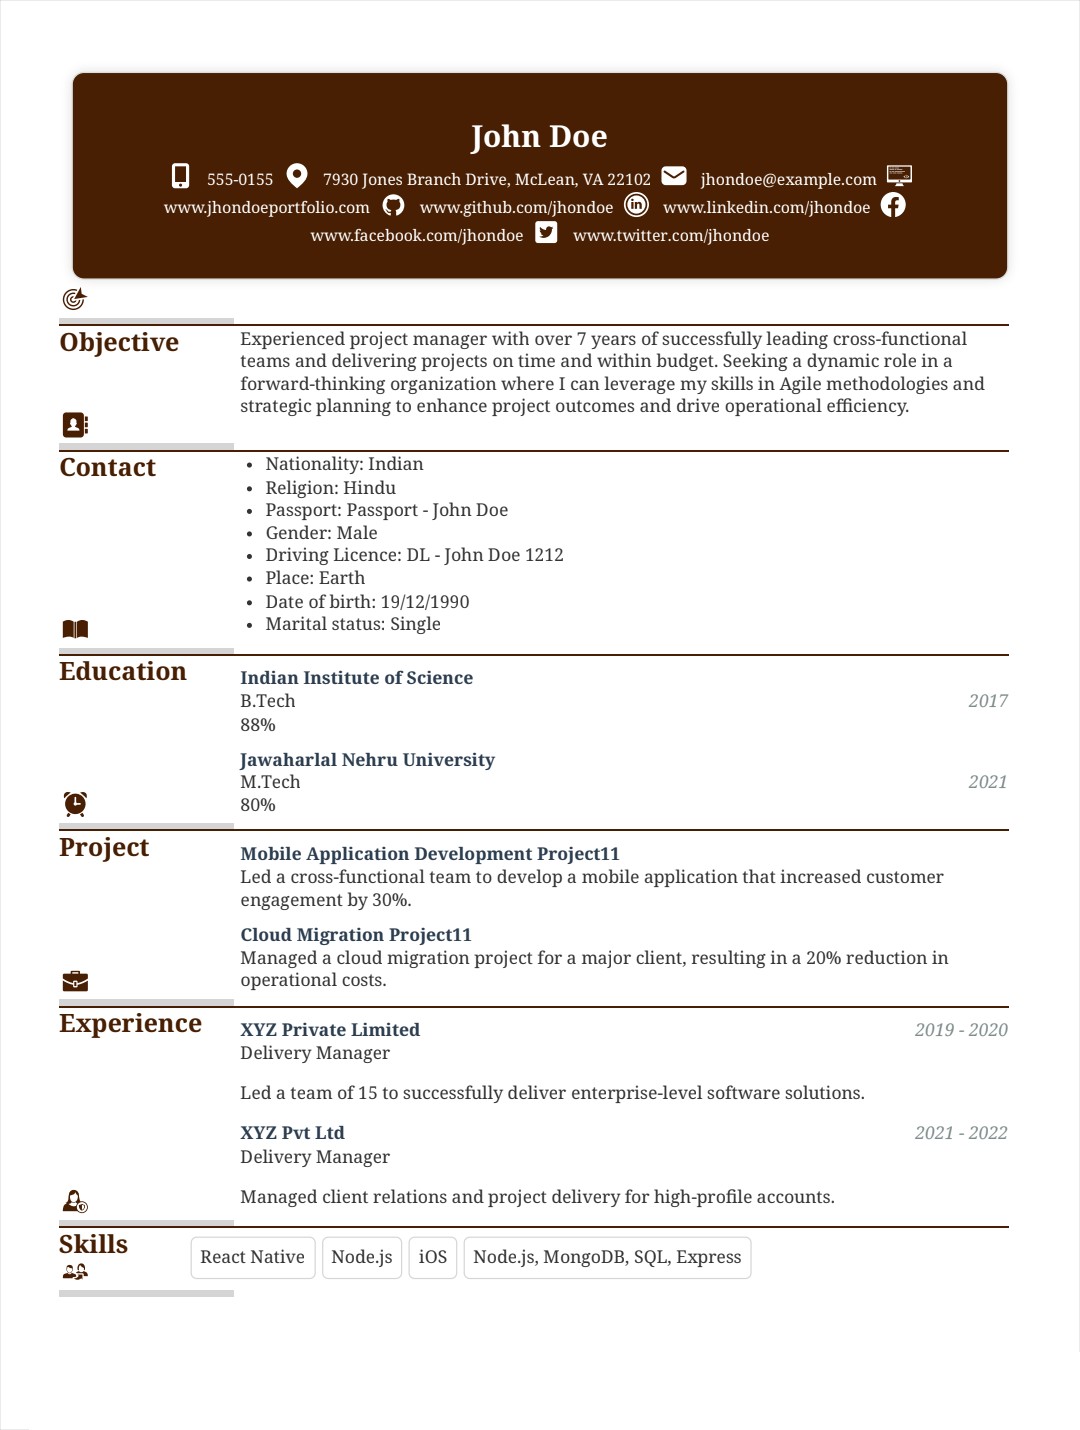 John Doe
555-0155 7930 Jones Branch Drive, McLean, VA 22102 jhondoe@example.com
www.jhondoeportfolio.com www.github.com/jhondoe www.linkedin.com/jhondoe
www.facebook.com/jhondoe www.twitter.com/jhondoe
Objective
Experienced project manager with over 7 years of successfully leading cross-functional
teams and delivering projects on time and within budget. Seeking a dynamic role in a
forward-thinking organization where I can leverage my skills in Agile methodologies and
strategic planning to enhance project outcomes and drive operational efficiency.
Contact
• Nationality: Indian
• Religion: Hindu
• Passport: Passport - John Doe
• Gender: Male
• Driving Licence: DL - John Doe 1212
• Place: Earth
• Date of birth: 19/12/1990
• Marital status: Single
Education
Indian Institute of Science
B.Tech 2017
88%
Jawaharlal Nehru University
M.Tech 2021
80%
Project
Mobile Application Development Project11
Led a cross-functional team to develop a mobile application that increased customer
engagement by 30%.
Cloud Migration Project11
Managed a cloud migration project for a major client, resulting in a 20% reduction in
operational costs.
Experience
XYZ Private Limited 2019 - 2020
Delivery Manager
Led a team of 15 to successfully deliver enterprise-level software solutions.
XYZ Pvt Ltd 2021 - 2022
Delivery Manager
Managed client relations and project delivery for high-profile accounts.
Skills
React Native Node.js iOS Node.js, MongoDB, SQL, Express